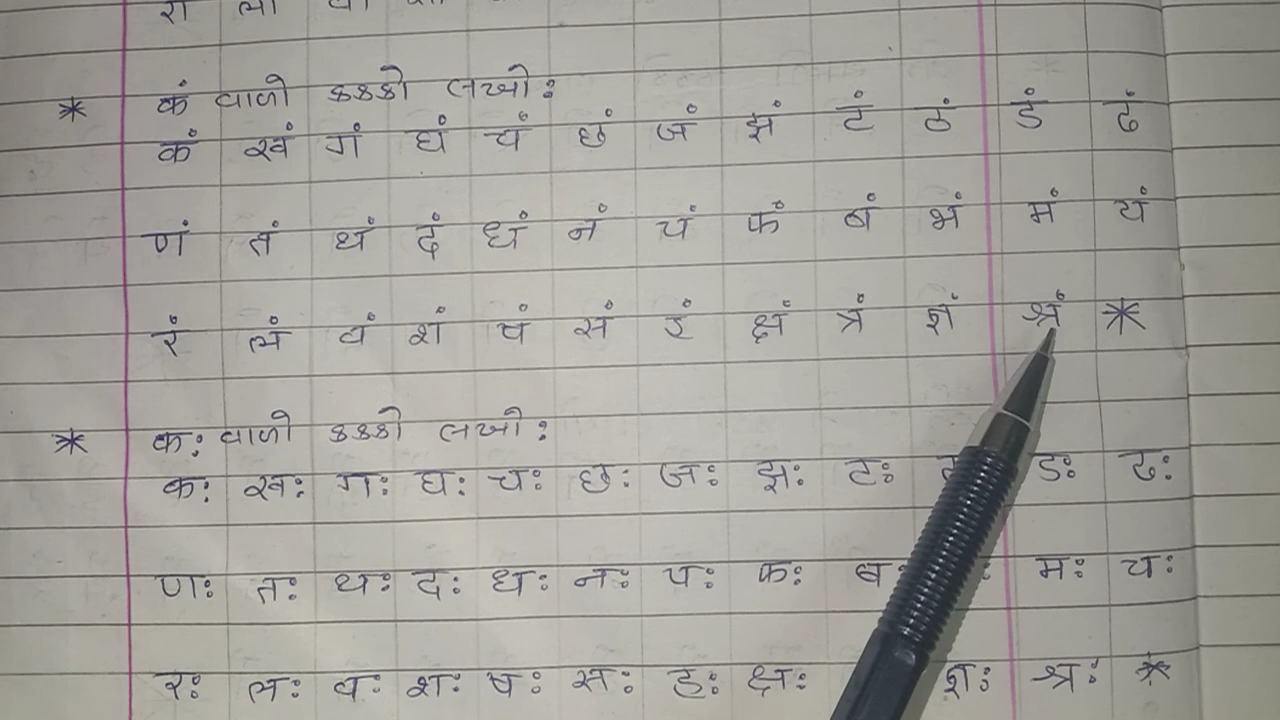 रा ला वा शा
* कं વાળો કક્કો લખો:
कं खं गं घं चं छं जं झं टं ठं डं ढं
णं तं थं दं धं नं पं फं बं भं मं यं
रं लं वं शं षं सं हं क्षं त्रं ज्ञं श्रं *
* कः વાળો કક્કો લખો:
कः खः गः घः चः छः जः झः टः डः ढः
णः तः थः दः धः नः पः फः बः मः यः
रः लः वः शः षः सः हः क्षः ज्ञः श्रः *